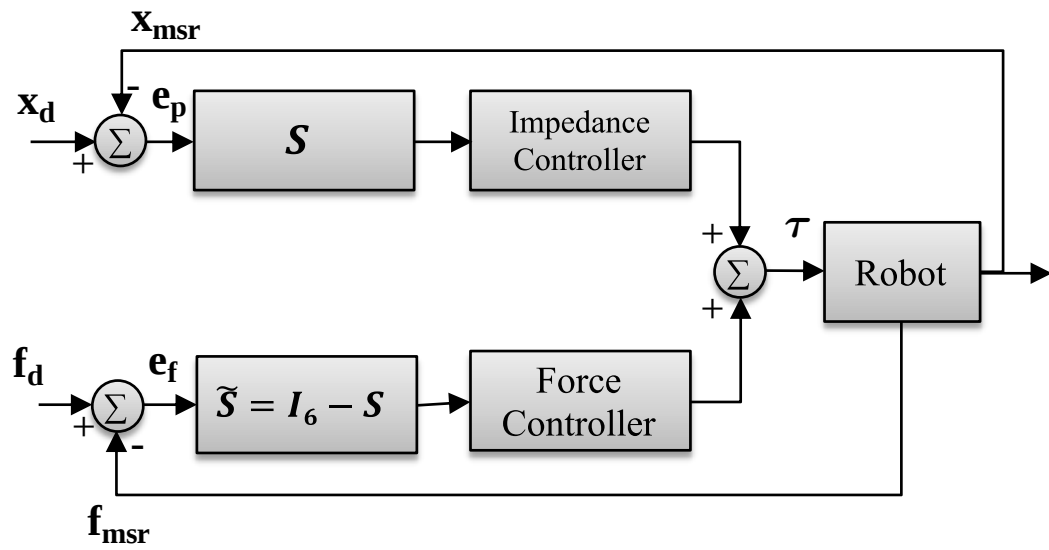 x_msr
- e_p
x_d
Σ
+
S
Impedance
Controller
+
τ
Σ
Robot
+
f_d
e_f
Σ
+
-
S̃ = I_6 − S
Force
Controller
f_msr